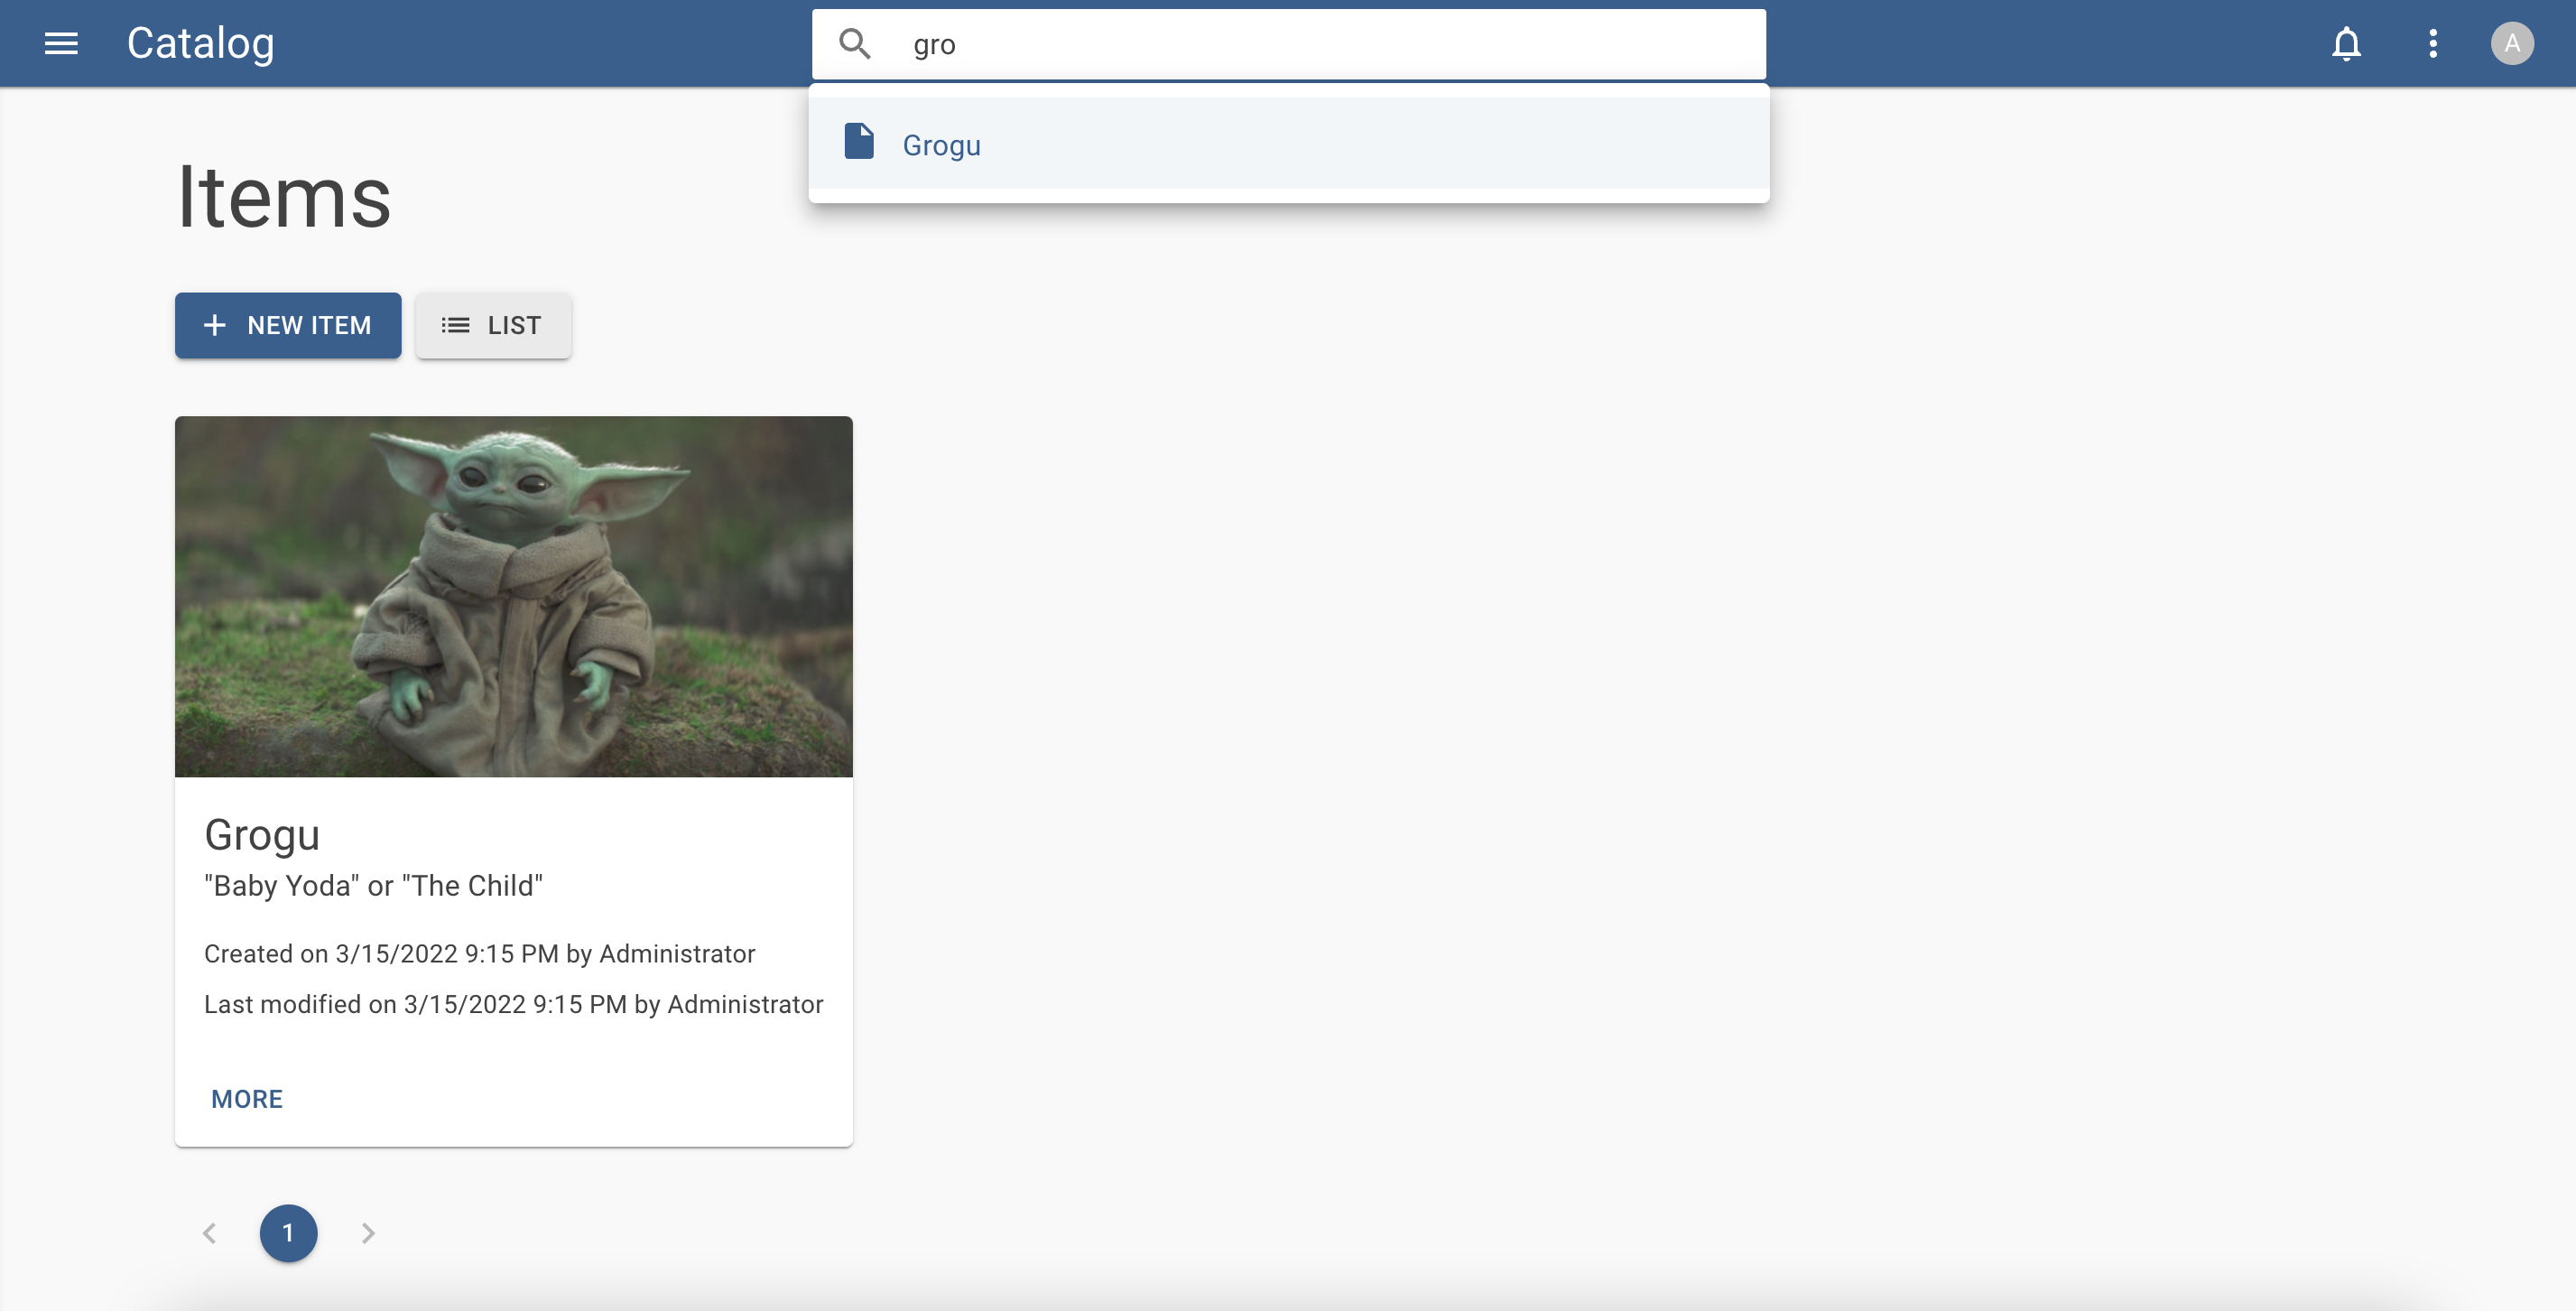 Catalog
gro
A
Grogu
Items
NEW ITEM
LIST
Grogu
"Baby Yoda" or "The Child"
Created on 3/15/2022 9:15 PM by Administrator
Last modified on 3/15/2022 9:15 PM by Administrator
MORE
1